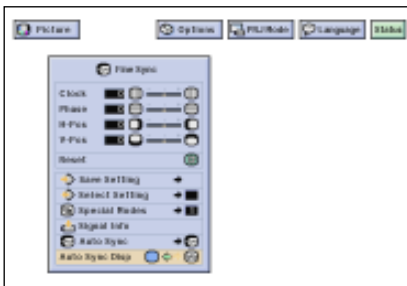 Picture
Options
PRJ Mode
Language
Status
Fine Sync
Clock
Phase
H-Pos
V-Pos
Reset
Save Setting
Select Setting
Special Modes
Signal Info
Auto Sync
Auto Sync Disp